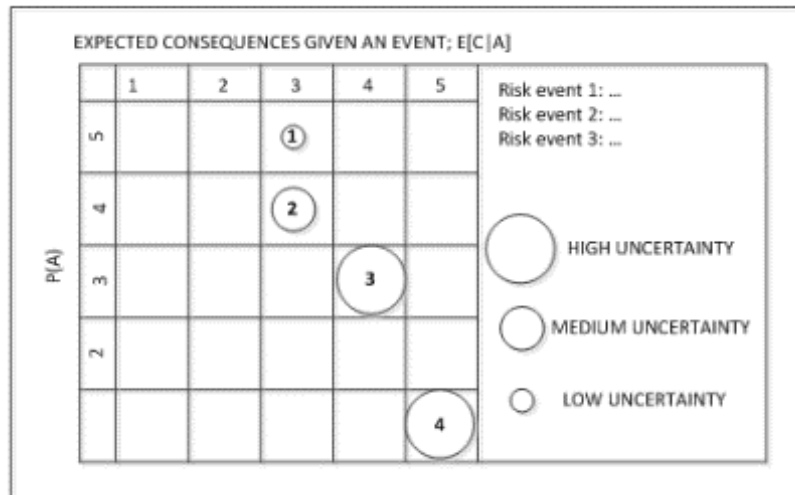 EXPECTED CONSEQUENCES GIVEN AN EVENT; E[C|A]
1 2 3 4 5
Risk event 1: ...
Risk event 2: ...
Risk event 3: ...
5
1
4
2
HIGH UNCERTAINTY
P(A)
3
3
MEDIUM UNCERTAINTY
2
LOW UNCERTAINTY
4